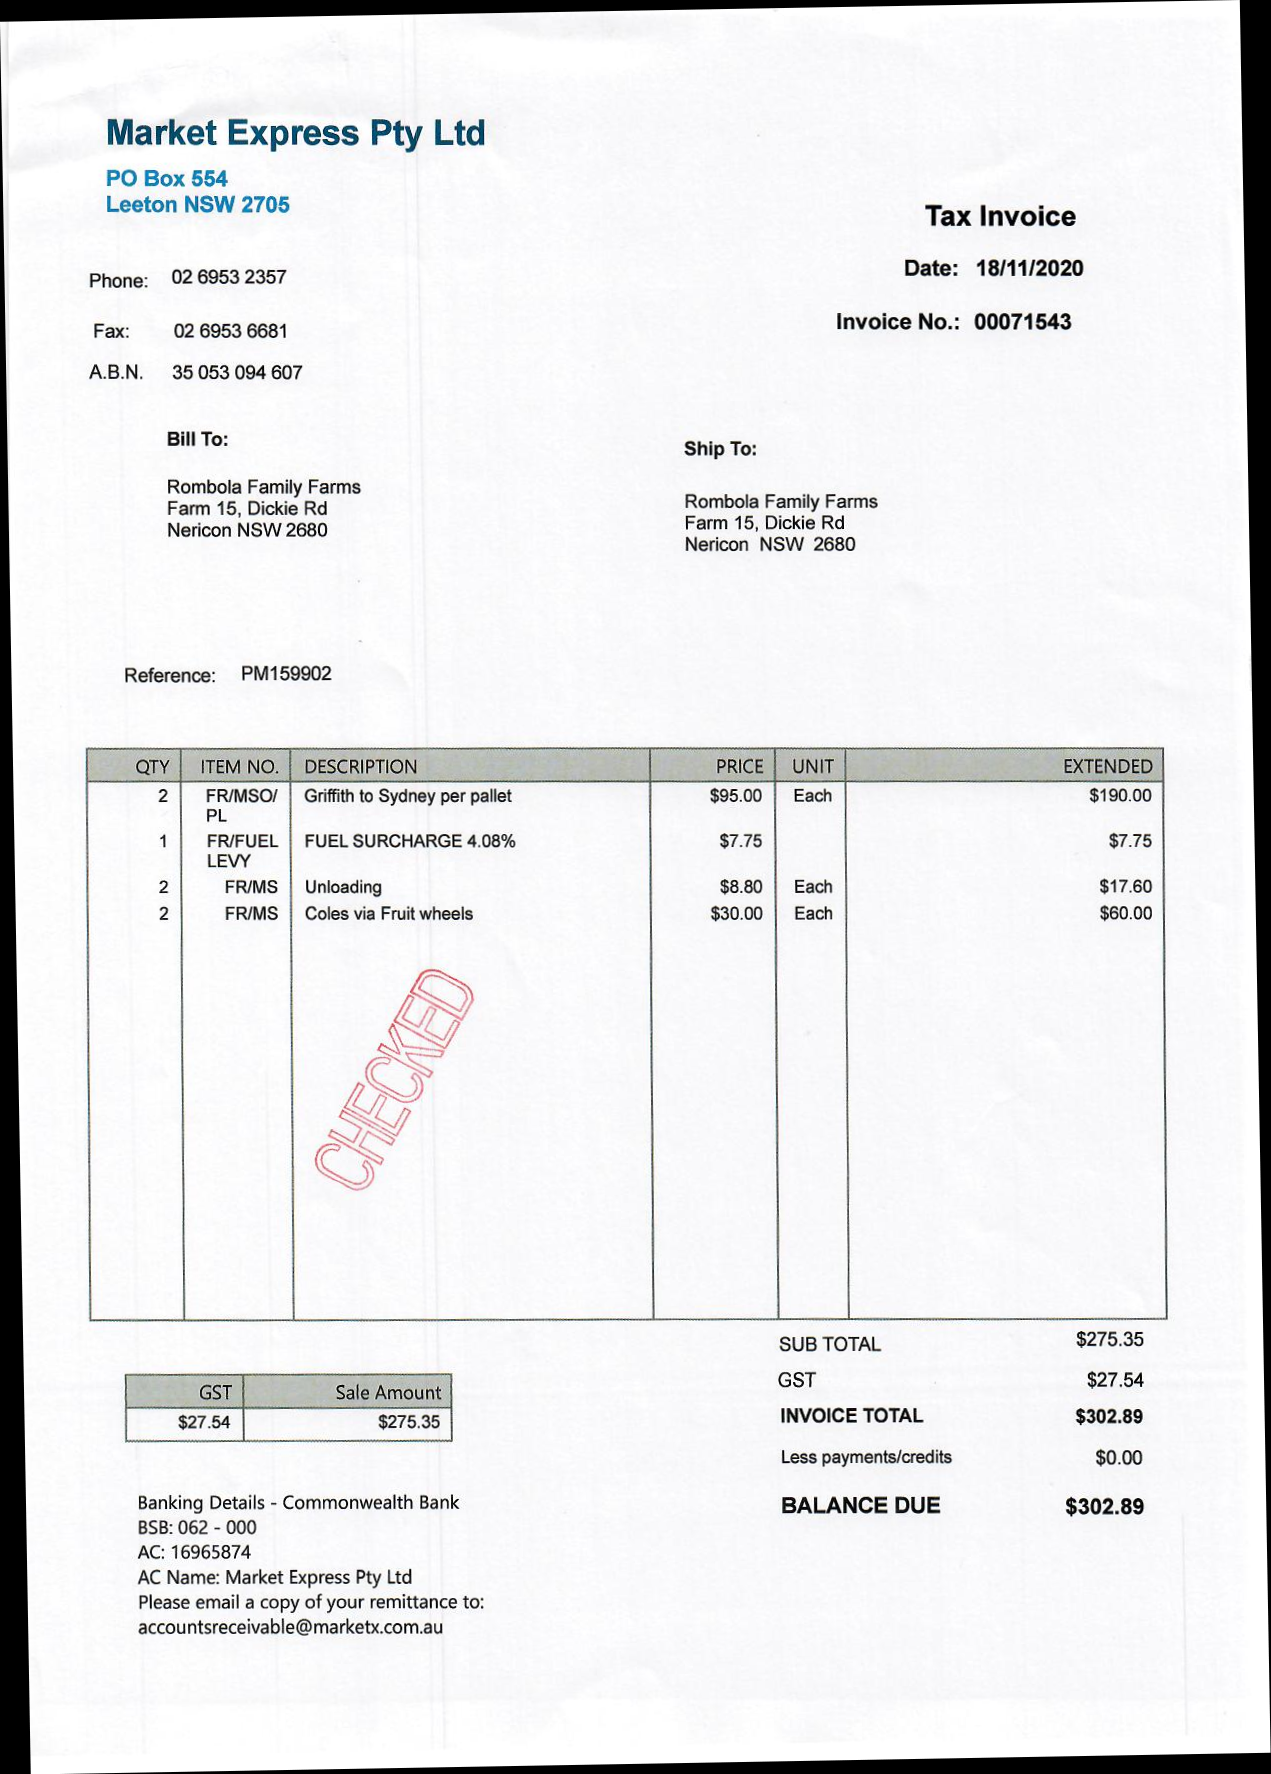 Market Express Pty Ltd
PO Box 554
Leeton NSW 2705
Tax Invoice
Date: 18/11/2020
Invoice No.: 00071543
Phone: 02 6953 2357
Fax: 02 6953 6681
A.B.N. 35 053 094 607
Bill To:
Rombola Family Farms
Farm 15, Dickie Rd
Nericon NSW 2680
Ship To:
Rombola Family Farms
Farm 15, Dickie Rd
Nericon NSW 2680
Reference: PM159902
QTY ITEM NO. DESCRIPTION PRICE UNIT EXTENDED
2 FR/MSO/ Griffith to Sydney per pallet $95.00 Each $190.00
PL
1 FR/FUEL FUEL SURCHARGE 4.08% $7.75 $7.75
LEVY
2 FR/MS Unloading $8.80 Each $17.60
2 FR/MS Coles via Fruit wheels $30.00 Each $60.00
CHECKED
SUB TOTAL $275.35
GST $27.54
INVOICE TOTAL $302.89
Less payments/credits $0.00
BALANCE DUE $302.89
GST Sale Amount
$27.54 $275.35
Banking Details - Commonwealth Bank
BSB: 062 - 000
AC: 16965874
AC Name: Market Express Pty Ltd
Please email a copy of your remittance to:
accountsreceivable@marketx.com.au